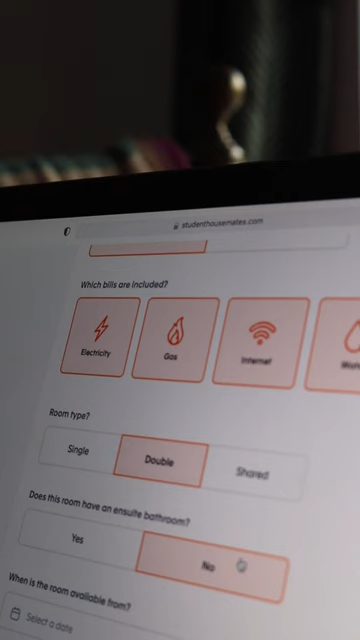 studenthousemates.com
Which bills are included?
Electricity Gas Internet
Room type?
Single Double Shared
Does this room have an ensuite bathroom?
Yes No
When is the room available from?
Select a date